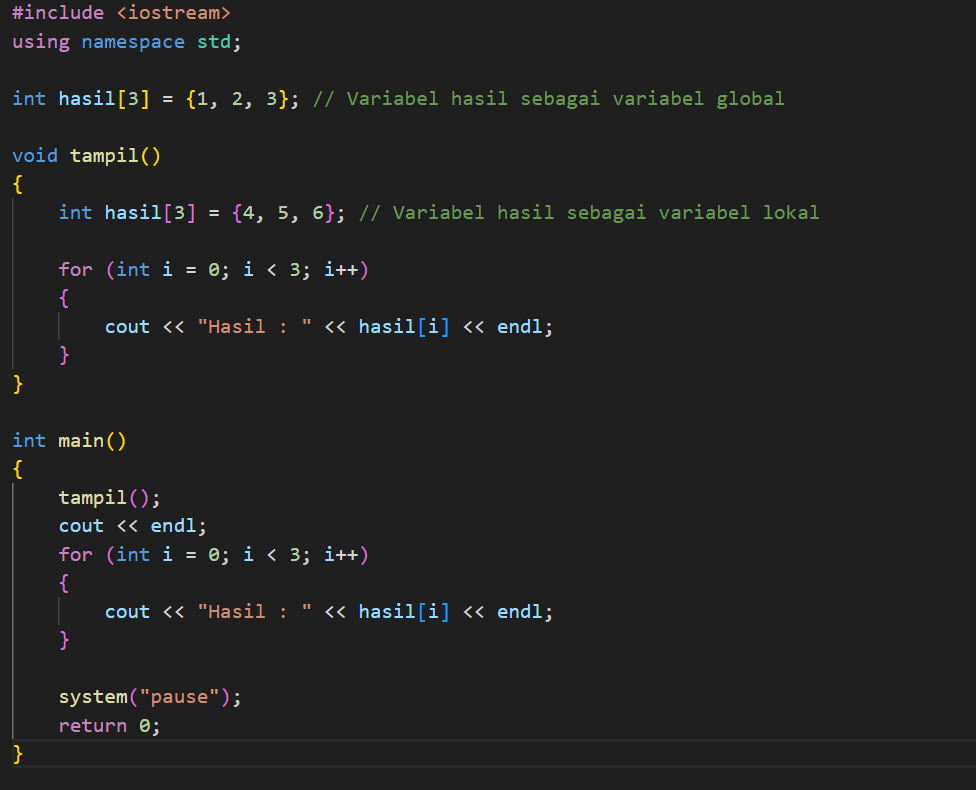 #include <iostream>
using namespace std;
int hasil[3] = {1, 2, 3}; // Variabel hasil sebagai variabel global
void tampil()
{
    int hasil[3] = {4, 5, 6}; // Variabel hasil sebagai variabel lokal
    for (int i = 0; i < 3; i++)
    {
        cout << "Hasil : " << hasil[i] << endl;
    }
}
int main()
{
    tampil();
    cout << endl;
    for (int i = 0; i < 3; i++)
    {
        cout << "Hasil : " << hasil[i] << endl;
    }
    system("pause");
    return 0;
}